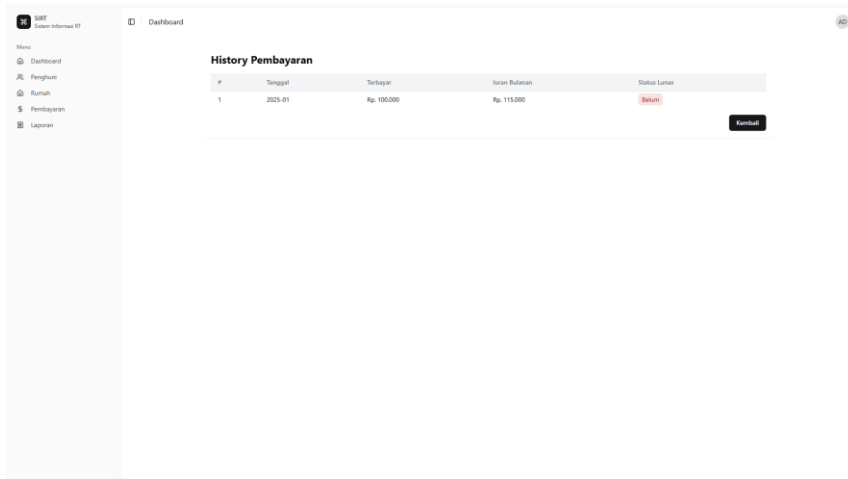 SIRT
Sistem Informasi RT
Dashboard
AD
Menu
Dashboard
Penghuni
Rumah
Pembayaran
Laporan
History Pembayaran
# Tanggal Terbayar Iuran Bulanan Status Lunas
1 2025-01 Rp. 100.000 Rp. 115.000 Belum
Kembali